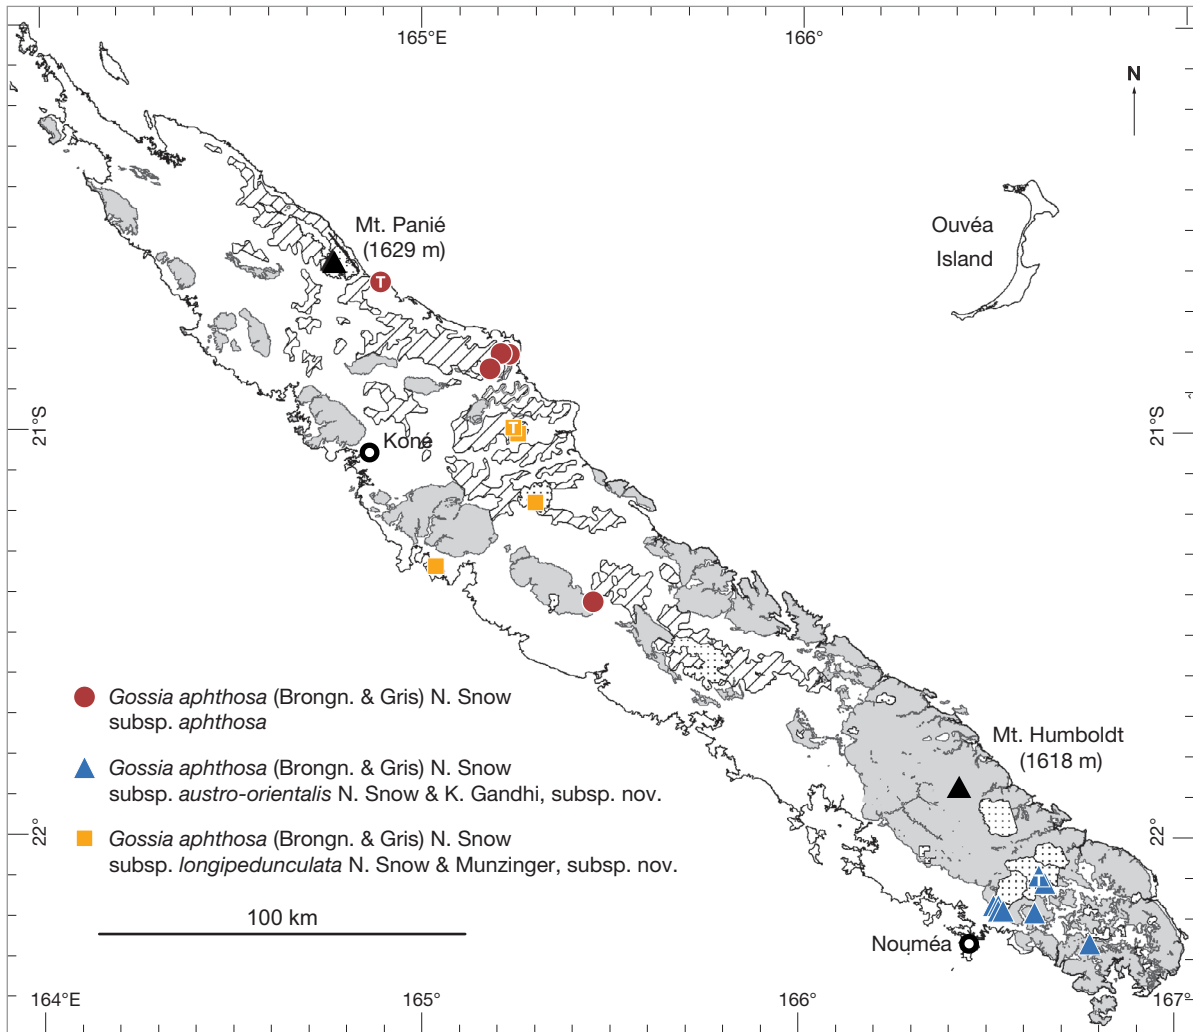 165°E
166°
N
Mt. Panié
(1629 m)
Ouvéa
Island
T
21°S
21°S
T
Koné
Gossia aphthosa (Brongn. & Gris) N. Snow
subsp. aphthosa
Mt. Humboldt
(1618 m)
Gossia aphthosa (Brongn. & Gris) N. Snow
subsp. austro-orientalis N. Snow & K. Gandhi, subsp. nov.
22°
22°
Gossia aphthosa (Brongn. & Gris) N. Snow
subsp. longipedunculata N. Snow & Munzinger, subsp. nov.
T
100 km
Nouméa
164°E
165°
166°
167°